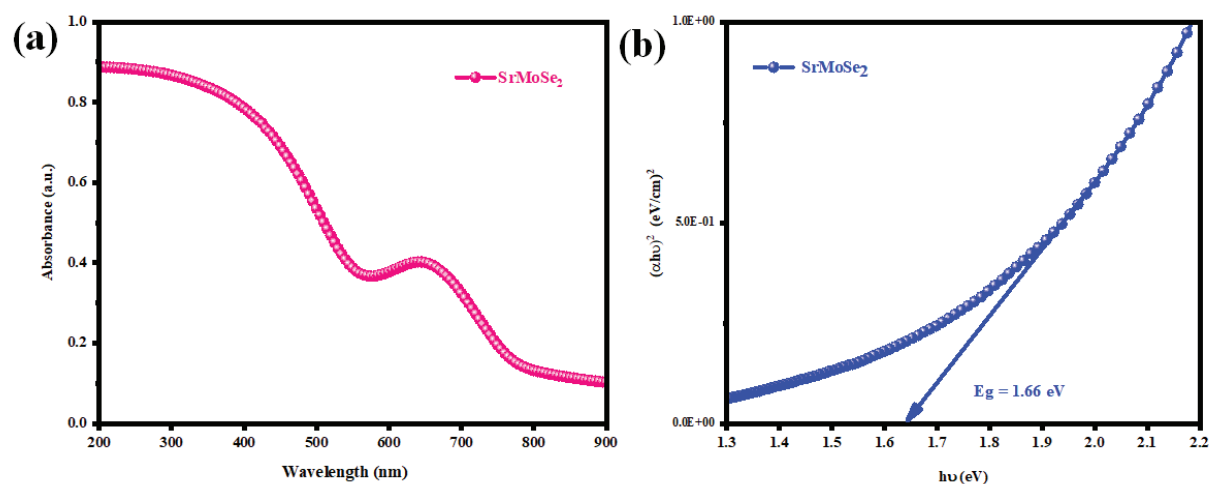 (a)
1.0
0.8
0.6
0.4
0.2
0.0
Absorbance (a.u.)
SrMoSe₂
200 300 400 500 600 700 800 900
Wavelength (nm)
(b)
1.0E+00
5.0E-01
0.0E+00
(αhυ)² (eV/cm)²
SrMoSe₂
Eg = 1.66 eV
1.3 1.4 1.5 1.6 1.7 1.8 1.9 2.0 2.1 2.2
hυ (eV)